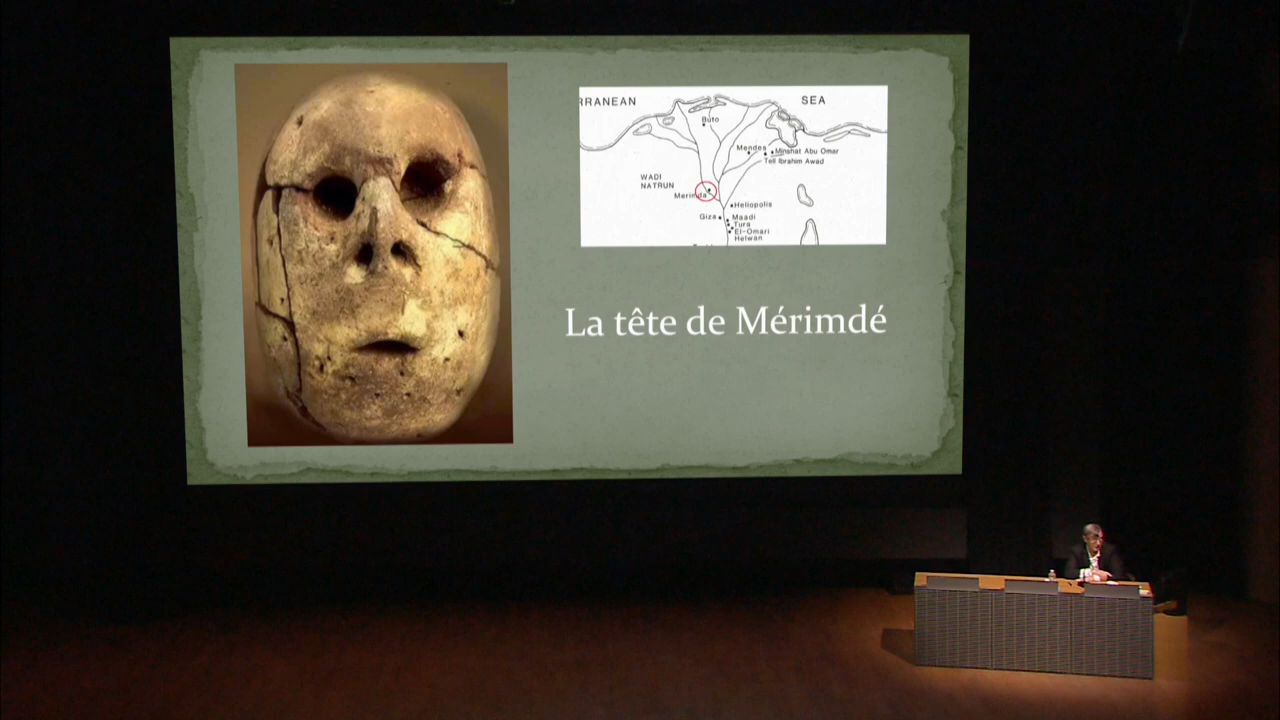 RRANEAN SEA
Buto
Mendes
Minshat Abu Omar
Tell Ibrahim Awad
WADI
NATRUN
Merimda
Heliopolis
Giza
Maadi
Tura
El-Omari
Helwan
La tête de Mérimdé